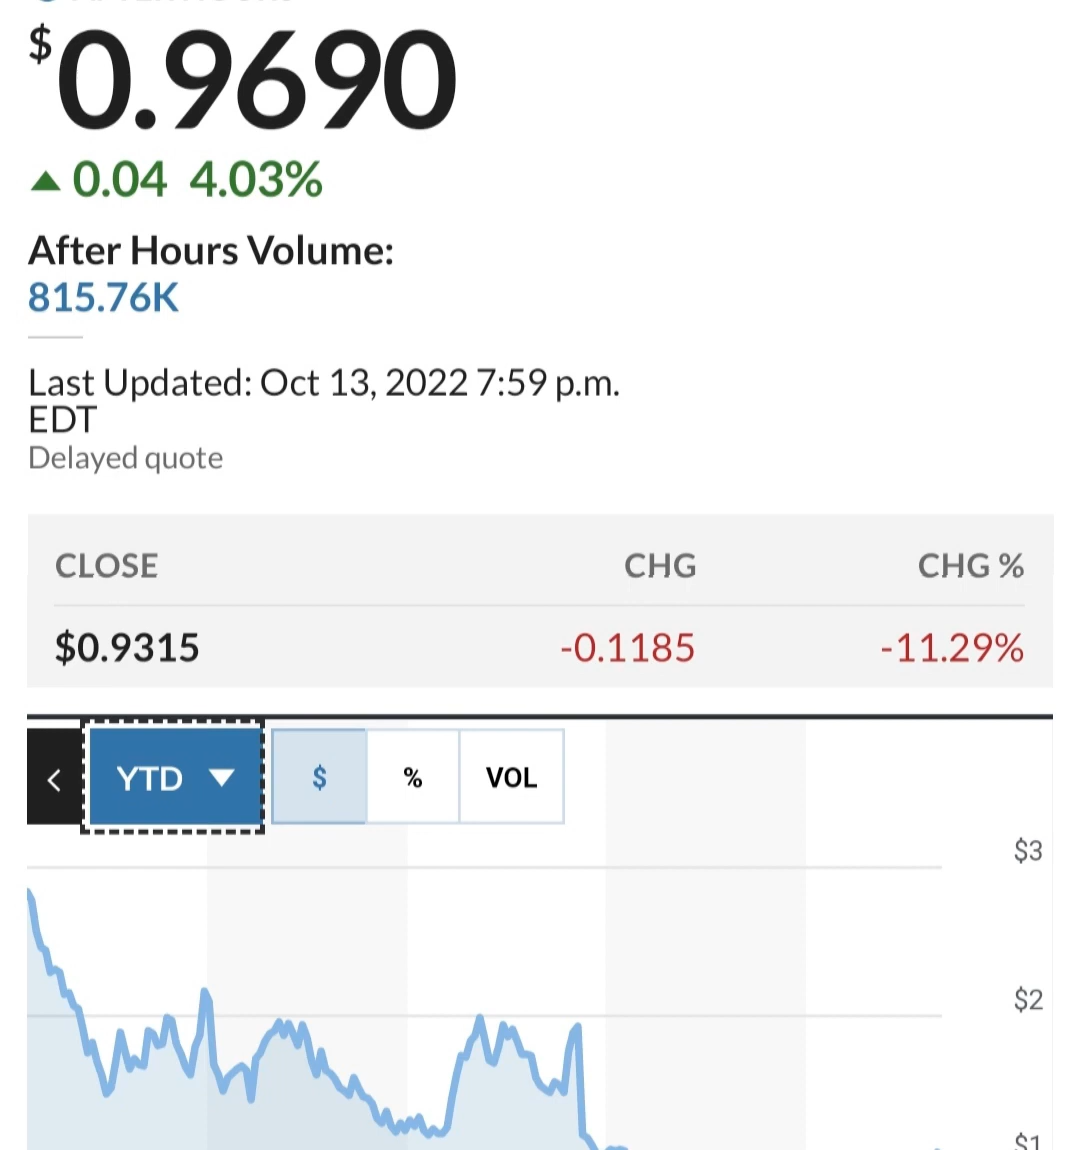 $0.9690
▲ 0.04 4.03%
After Hours Volume:
815.76K
Last Updated: Oct 13, 2022 7:59 p.m.
EDT
Delayed quote
CLOSE CHG CHG %
$0.9315 -0.1185 -11.29%
< YTD ▼ $ % VOL
$3
$2
$1